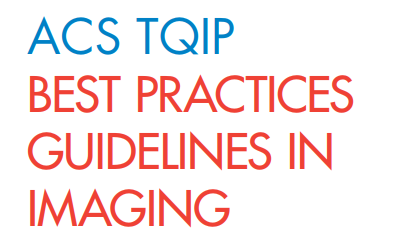 ACS TQIP
BEST PRACTICES
GUIDELINES IN
IMAGING